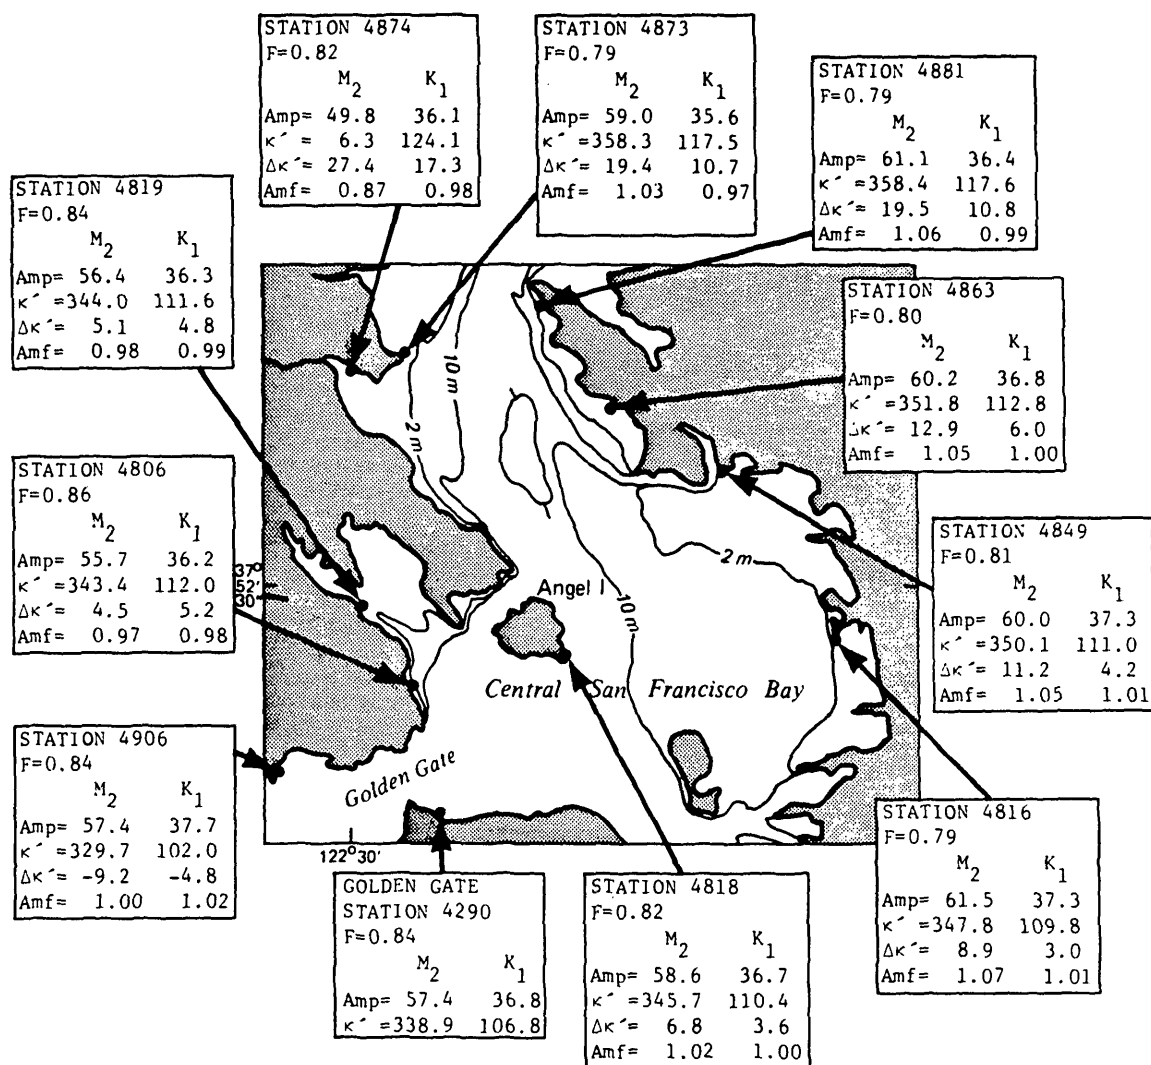 STATION 4874
F=0.82
M2 K1
Amp= 49.8 36.1
κ´ = 6.3 124.1
Δκ´= 27.4 17.3
Amf= 0.87 0.98
STATION 4873
F=0.79
M2 K1
Amp= 59.0 35.6
κ´ =358.3 117.5
Δκ´= 19.4 10.7
Amf= 1.03 0.97
STATION 4881
F=0.79
M2 K1
Amp= 61.1 36.4
κ´ =358.4 117.6
Δκ´= 19.5 10.8
Amf= 1.06 0.99
STATION 4819
F=0.84
M2 K1
Amp= 56.4 36.3
κ´ =344.0 111.6
Δκ´= 5.1 4.8
Amf= 0.98 0.99
STATION 4863
F=0.80
M2 K1
Amp= 60.2 36.8
κ´ =351.8 112.8
Δκ´= 12.9 6.0
Amf= 1.05 1.00
STATION 4806
F=0.86
M2 K1
Amp= 55.7 36.2
κ´ =343.4 112.0
Δκ´= 4.5 5.2
Amf= 0.97 0.98
STATION 4849
F=0.81
M2 K1
Amp= 60.0 37.3
κ´ =350.1 111.0
Δκ´= 11.2 4.2
Amf= 1.05 1.01
STATION 4906
F=0.84
M2 K1
Amp= 57.4 37.7
κ´ =329.7 102.0
Δκ´= -9.2 -4.8
Amf= 1.00 1.02
GOLDEN GATE
STATION 4290
F=0.84
M2 K1
Amp= 57.4 36.8
κ´ =338.9 106.8
STATION 4818
F=0.82
M2 K1
Amp= 58.6 36.7
κ´ =345.7 110.4
Δκ´= 6.8 3.6
Amf= 1.02 1.00
STATION 4816
F=0.79
M2 K1
Amp= 61.5 37.3
κ´ =347.8 109.8
Δκ´= 8.9 3.0
Amf= 1.07 1.01
10 m
2 m
2 m
10 m
37°
52'
30
Angel I
Central San Francisco Bay
Golden Gate
122°30'